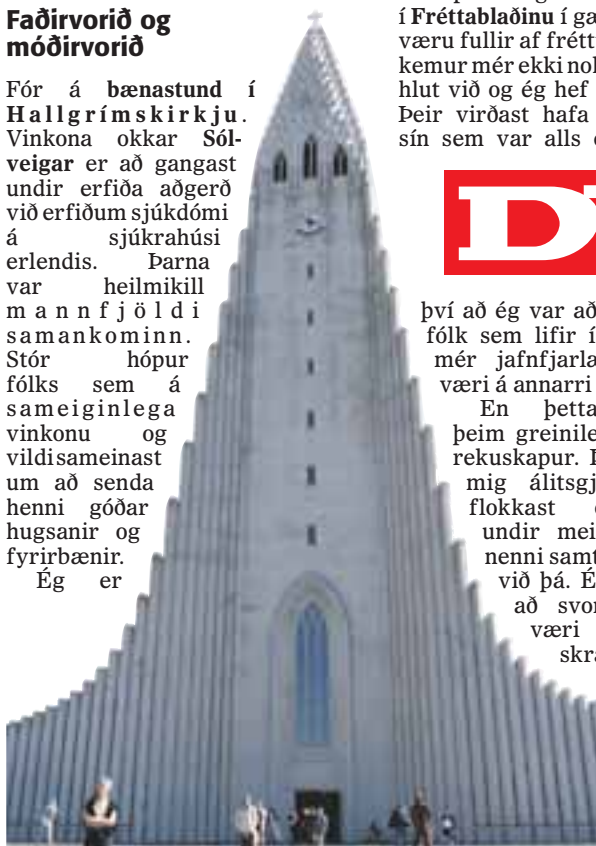 Faðirvorið og
móðirvorið
Fór á bænastund í
Hallgrímskirkju.
Vinkona okkar Sól-
veigar er að gangast
undir erfiða aðgerð
við erfiðum sjúkdómi
á sjúkrahúsi
erlendis. Þarna
var heilmikill
mannfjöldi
samankominn.
Stór hópur
fólks sem á
sameiginlega
vinkonu og
vildi sameinast
um að senda
henni góðar
hugsanir og
fyrirbænir.
Ég er
í Fréttablaðinu í gæ
væru fullir af frétt
kemur mér ekki nok
hlut við og ég hef
Þeir virðast hafa
sín sem var alls
D
því að ég var að
fólk sem lifir í
mér jafnfjarlæ
væri á annarri
En þetta
þeim greinile
rekuskapur. Þ
mig álitsgj
flokkast
undir mei
nenni samt
við þá. É
að svon
væri
skra